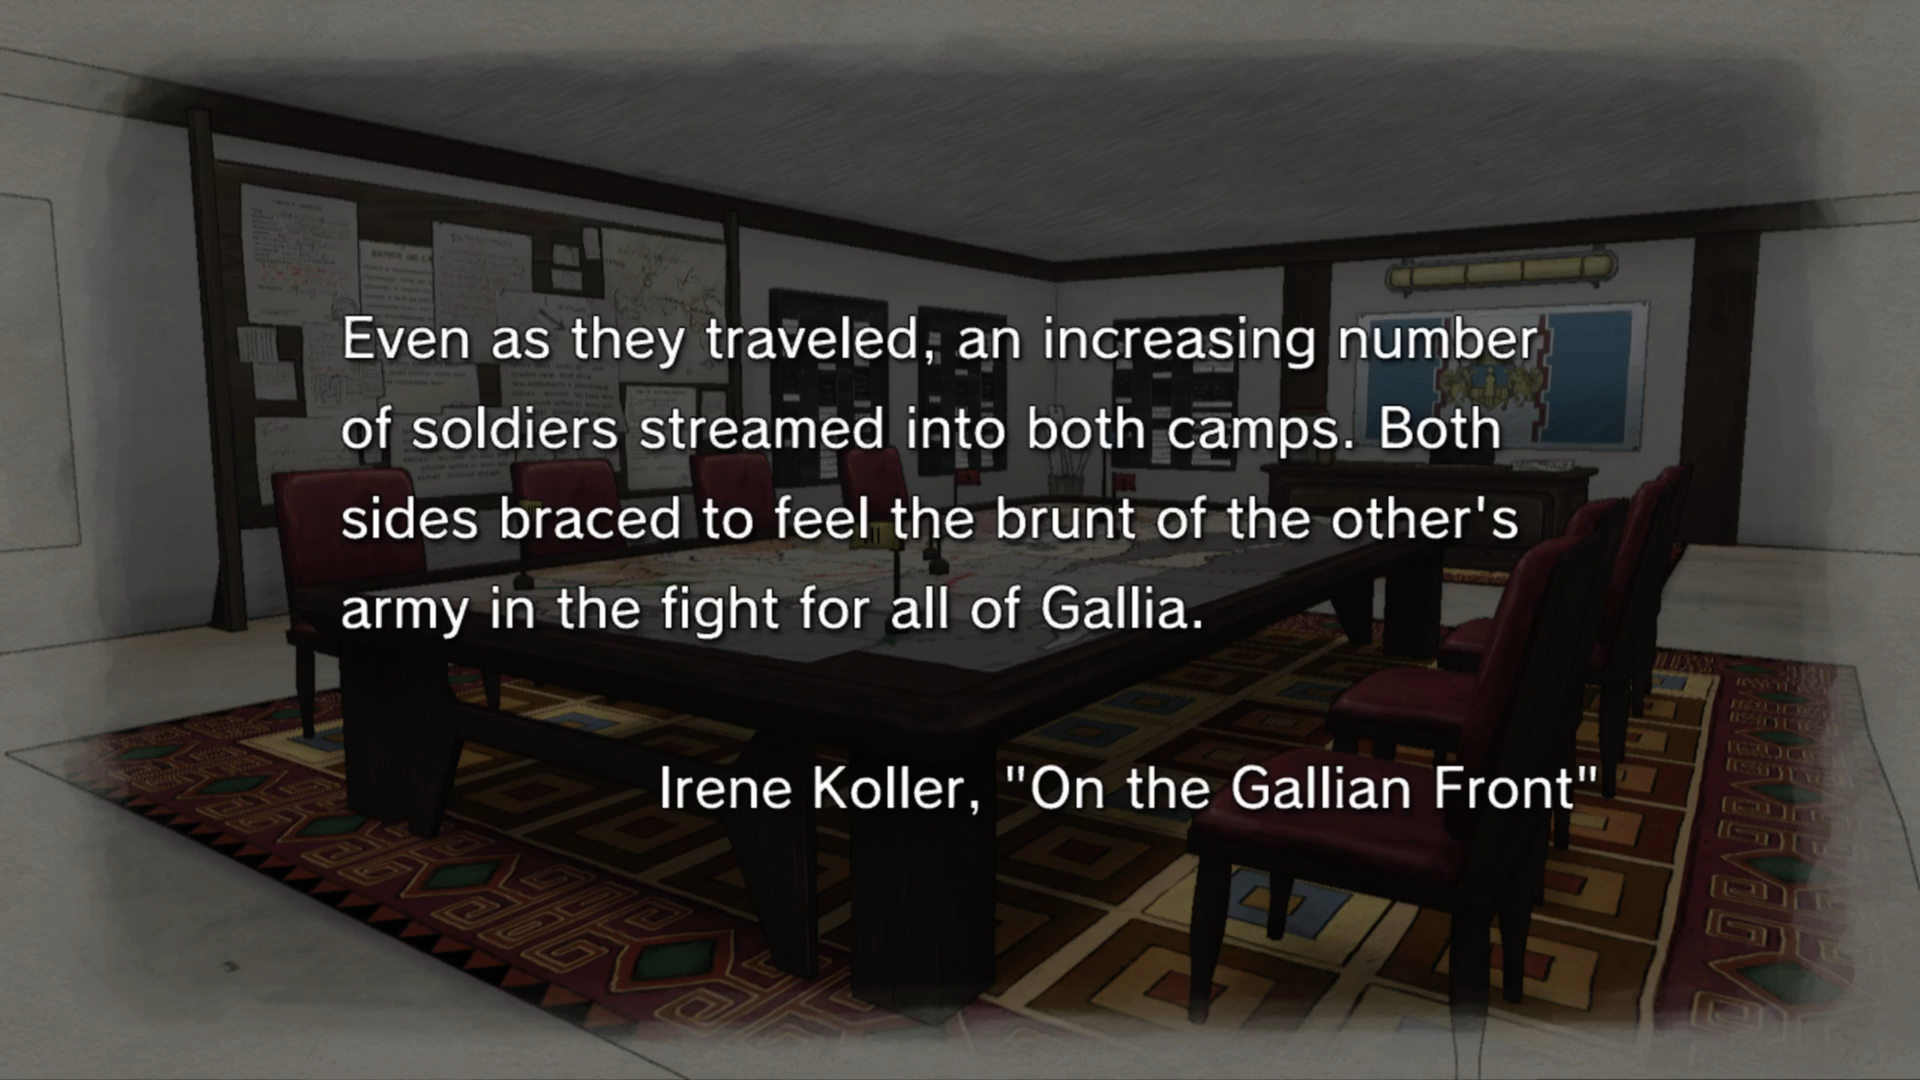 Even as they traveled, an increasing number
of soldiers streamed into both camps. Both
sides braced to feel the brunt of the other's
army in the fight for all of Gallia.
Irene Koller, "On the Gallian Front"